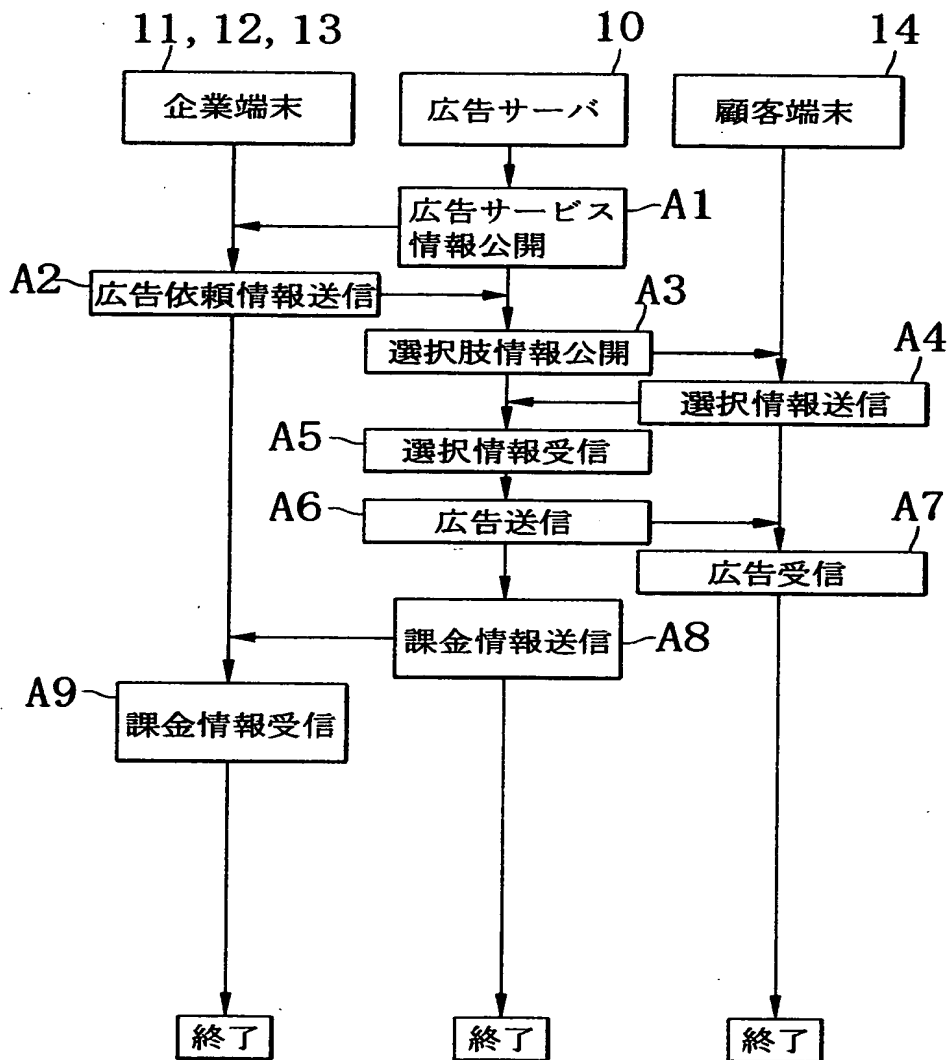 11, 12, 13
10
14
企業端末
広告サーバ
顧客端末
広告サービス
情報公開
A1
A2
広告依頼情報送信
A3
選択肢情報公開
A4
選択情報送信
A5
選択情報受信
A6
広告送信
A7
広告受信
課金情報送信
A8
A9
課金情報受信
終了
終了
終了